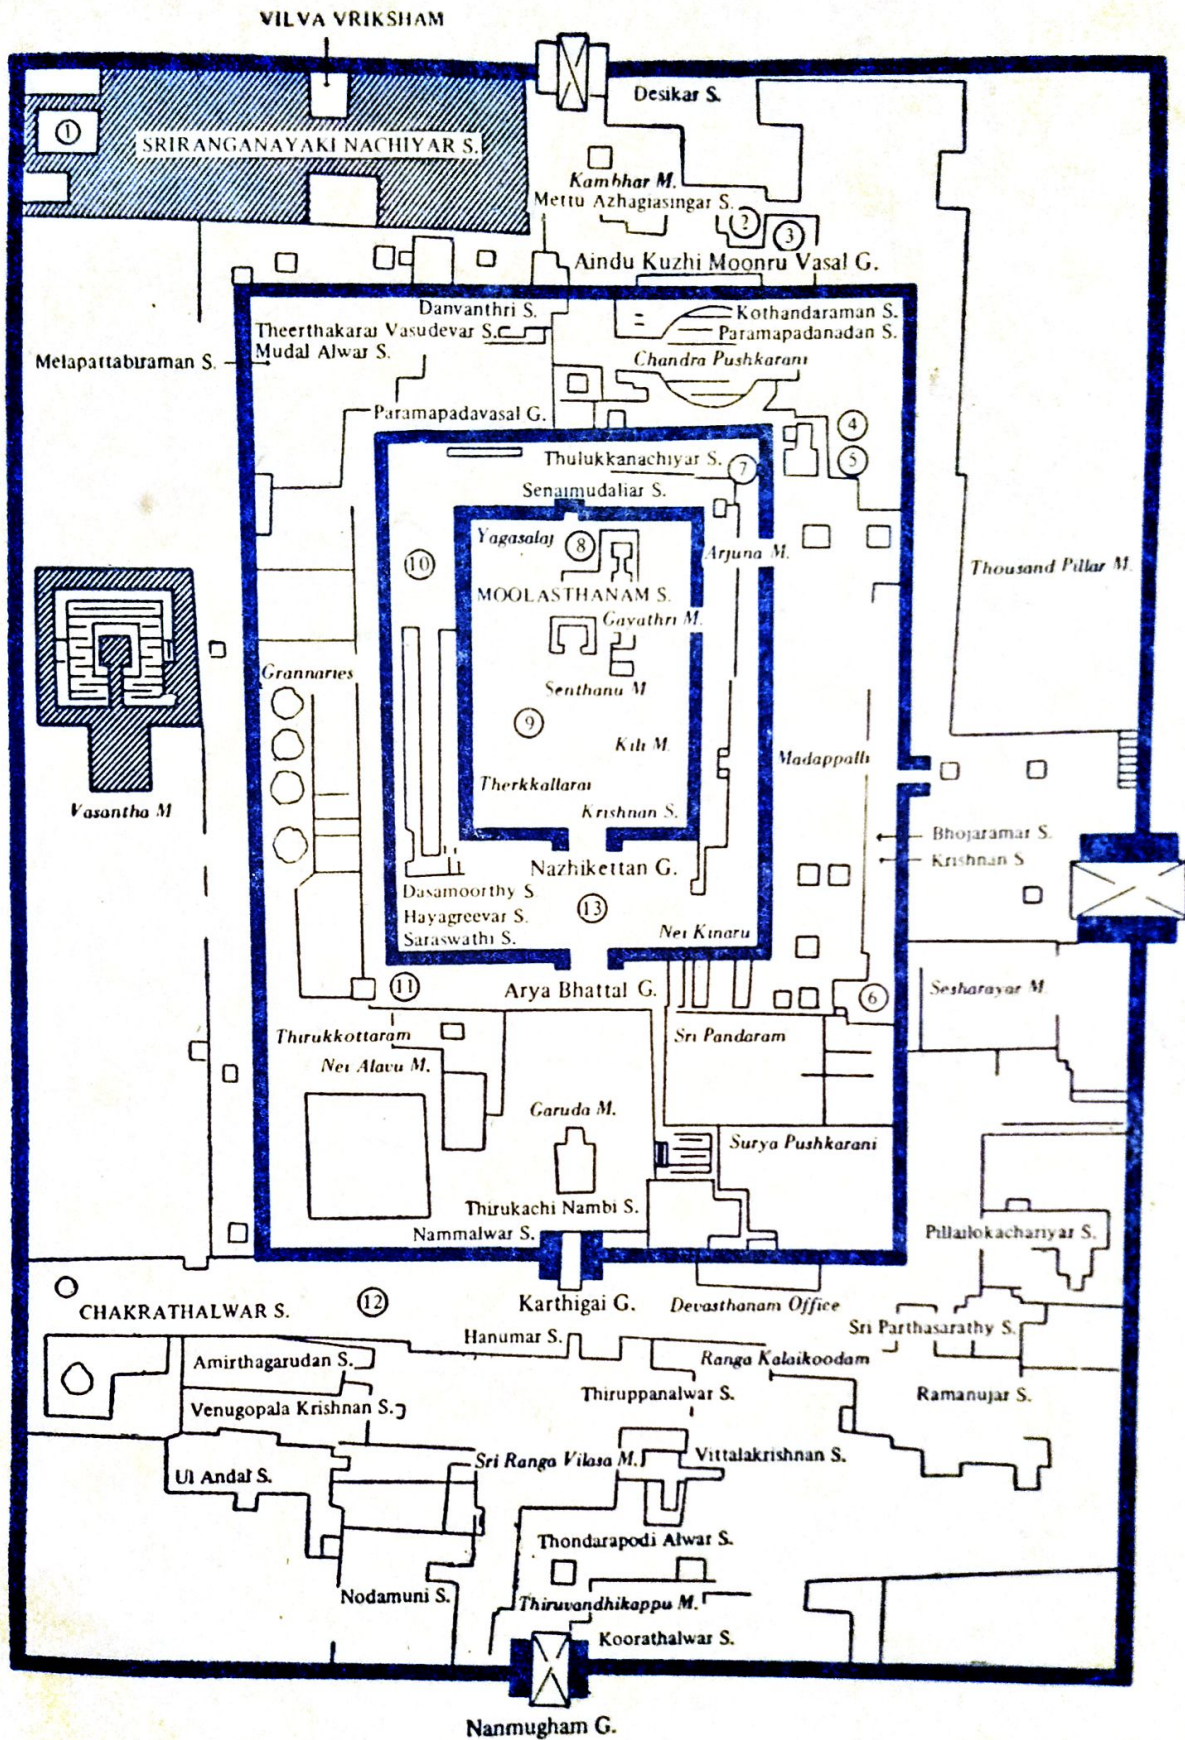 VILVA VRIKSHAM
Desikar S.
①
SRIRANGANAYAKI NACHIYAR S.
Kambhar M.
Mettu Azhagiasingar S.
②
③
Aindu Kuzhi Moonru Vasal G.
Danvanthri S.
Kothandaraman S.
Theerthakarai Vasudevar S.
Paramapadanadan S.
Mudal Alwar S.
Melapattabiraman S.
Chandra Pushkarani
Paramapadavasal G.
④
⑤
Thulukkanachiyar S.
⑦
Senaimudaliar S.
Yagasalai
⑧
Arjuna M.
⑩
Thousand Pillar M.
MOOLASTHANAM S.
Gayathri M.
Grannaries
Senthanu M
⑨
Kili M.
Madappalli
Vasantha M
Therkkallarai
Krishnan S.
Bhojaramar S.
Krishnan S
Nazhikettan G.
Dasamoorthy S.
⑬
Hayagreevar S.
Saraswathi S.
Nei Kinaru
⑪
Arya Bhattal G.
⑥
Sesharayar M.
Thirukkottaram
Sri Pandaram
Nei Alavu M.
Garuda M.
Surya Pushkarani
Thirukachi Nambi S.
Nammalwar S.
Pillailokachariyar S.
CHAKRATHALWAR S.
⑫
Karthigai G.
Devasthanam Office
Hanumar S.
Sri Parthasarathy S.
Amirthagarudan S.
Ranga Kalaikoodam
Thiruppanalwar S.
Ramanujar S.
Venugopala Krishnan S.
Ul Andal S.
Sri Ranga Vilasa M.
Vittalakrishnan S.
Thondarapodi Alwar S.
Nodamuni S.
Thiruvandhikappu M.
Koorathalwar S.
Nanmugham G.